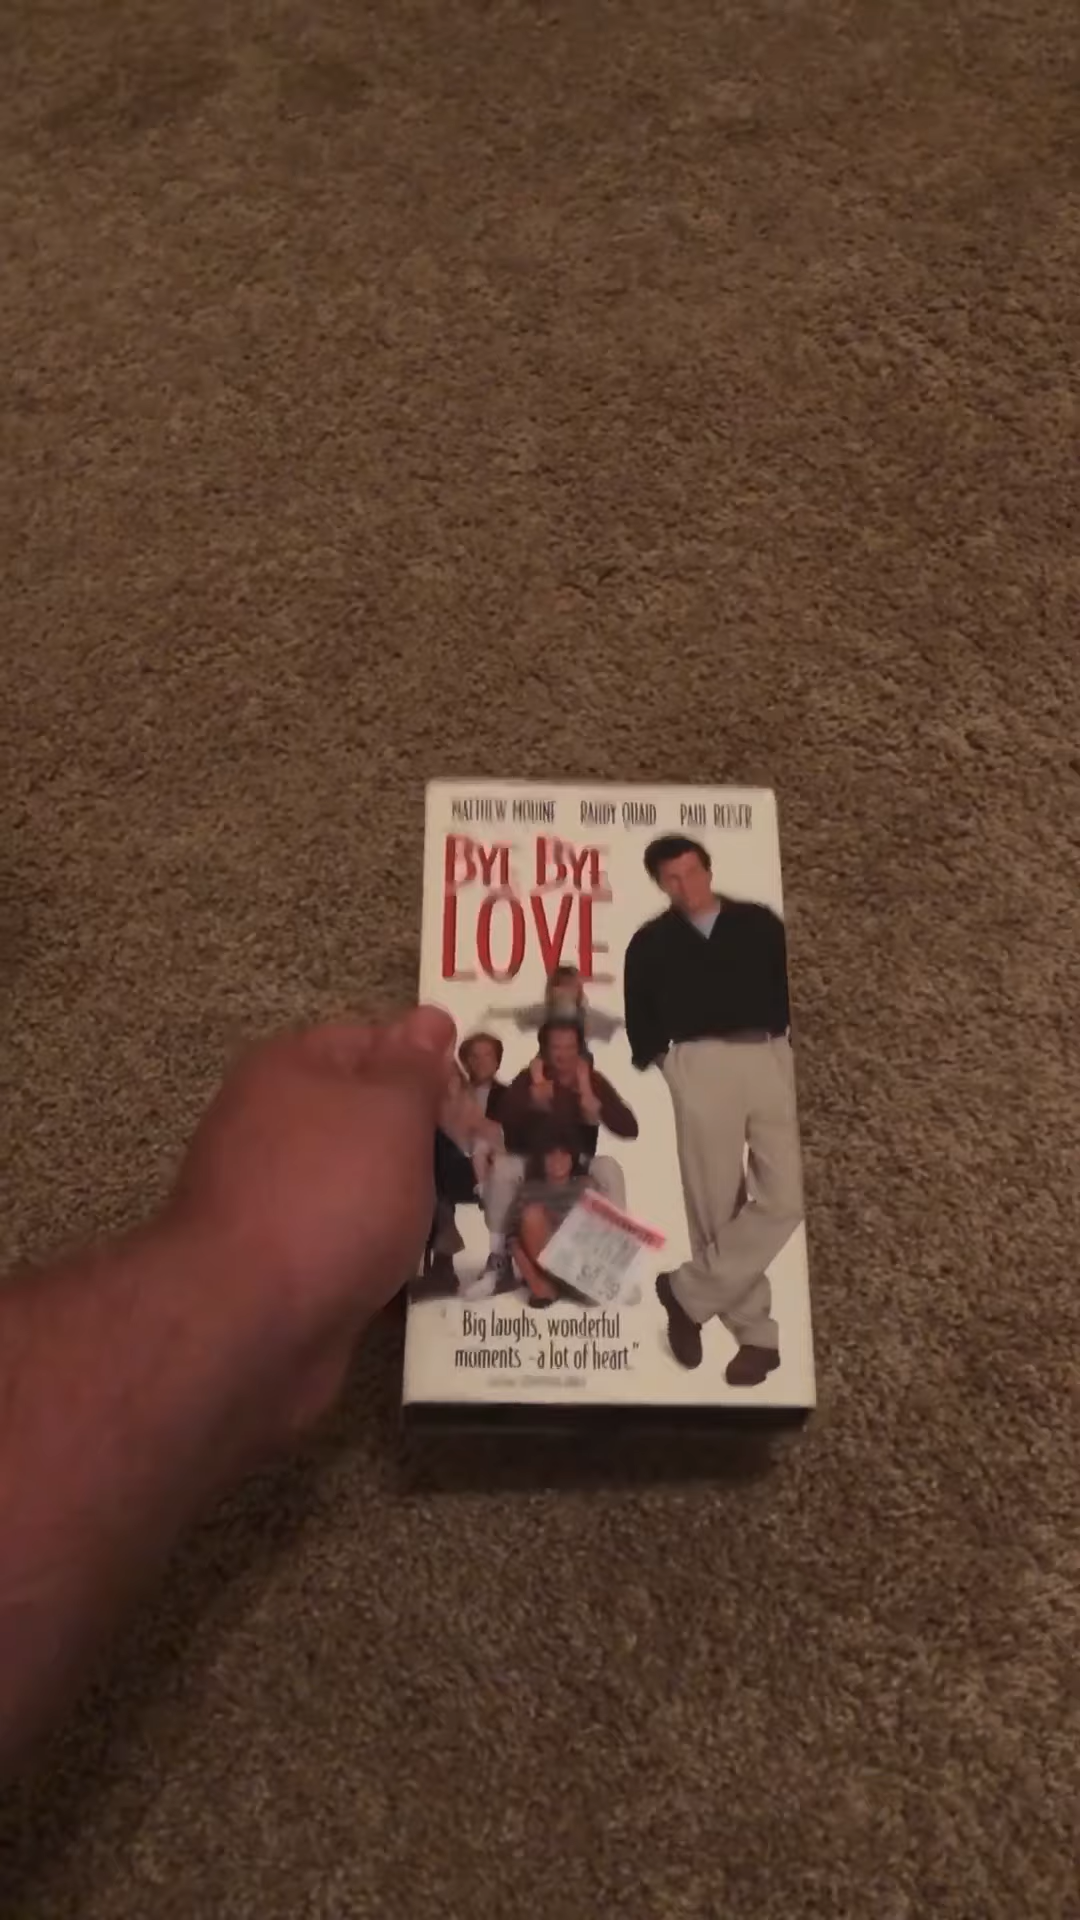 MATTHEW MODINE RANDY QUAID PAUL REISER
BYE BYE
LOVE
"Big laughs, wonderful
moments -a lot of heart."